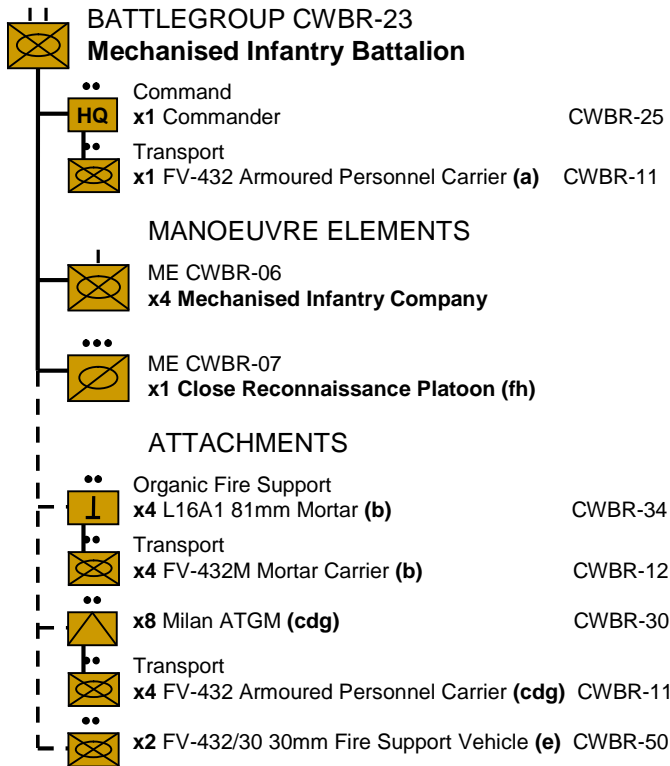 BATTLEGROUP CWBR-23
Mechanised Infantry Battalion
Command
HQ x1 Commander CWBR-25
Transport
x1 FV-432 Armoured Personnel Carrier (a) CWBR-11
MANOEUVRE ELEMENTS
ME CWBR-06
x4 Mechanised Infantry Company
ME CWBR-07
x1 Close Reconnaissance Platoon (fh)
ATTACHMENTS
Organic Fire Support
x4 L16A1 81mm Mortar (b) CWBR-34
Transport
x4 FV-432M Mortar Carrier (b) CWBR-12
x8 Milan ATGM (cdg) CWBR-30
Transport
x4 FV-432 Armoured Personnel Carrier (cdg) CWBR-11
x2 FV-432/30 30mm Fire Support Vehicle (e) CWBR-50